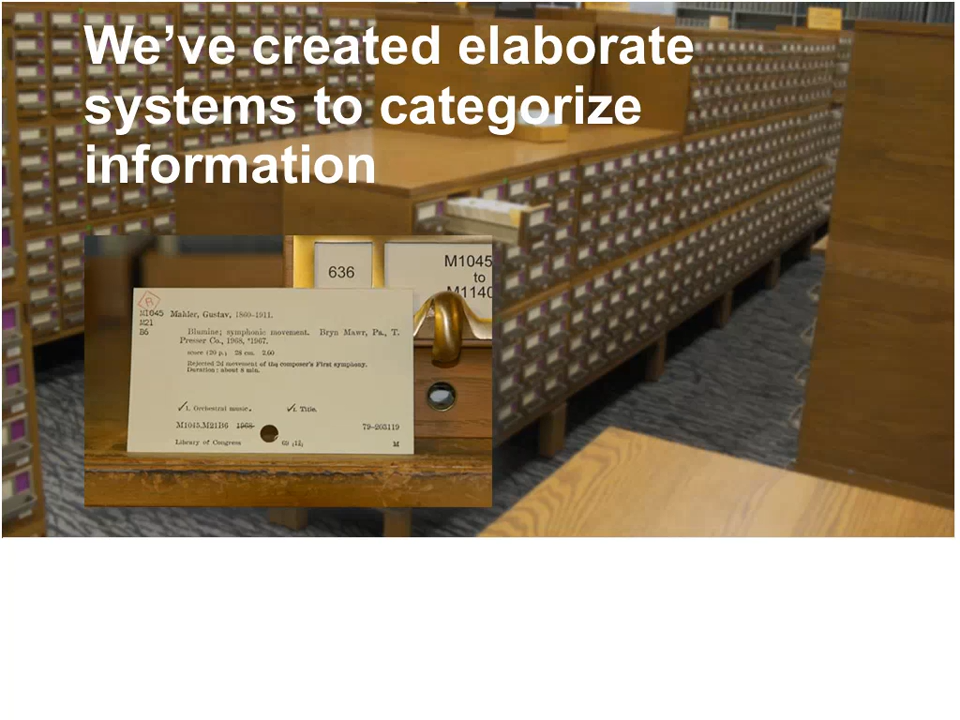 We’ve created elaborate
systems to categorize
information
636
M1045
to
M1140
R
M1045 Mahler, Gustav, 1860-1911.
M21
B6 Blumine; symphonic movement. Bryn Mawr, Pa., T.
Presser Co., 1968, °1967.
score (20 p.) 28 cm. 2.50
Rejected 2d movement of the composer's First symphony.
Duration: about 8 min.
✓1. Orchestral music. ✓I. Title.
M1045.M21B6 1968 79-203119
Library of Congress M